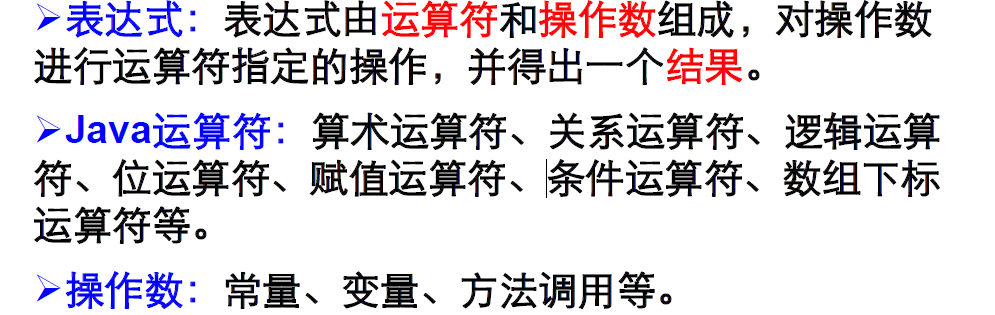 ➢表达式：表达式由运算符和操作数组成，对操作数
进行运算符指定的操作，并得出一个结果。
➢Java运算符：算术运算符、关系运算符、逻辑运算
符、位运算符、赋值运算符、条件运算符、数组下标
运算符等。
➢操作数：常量、变量、方法调用等。